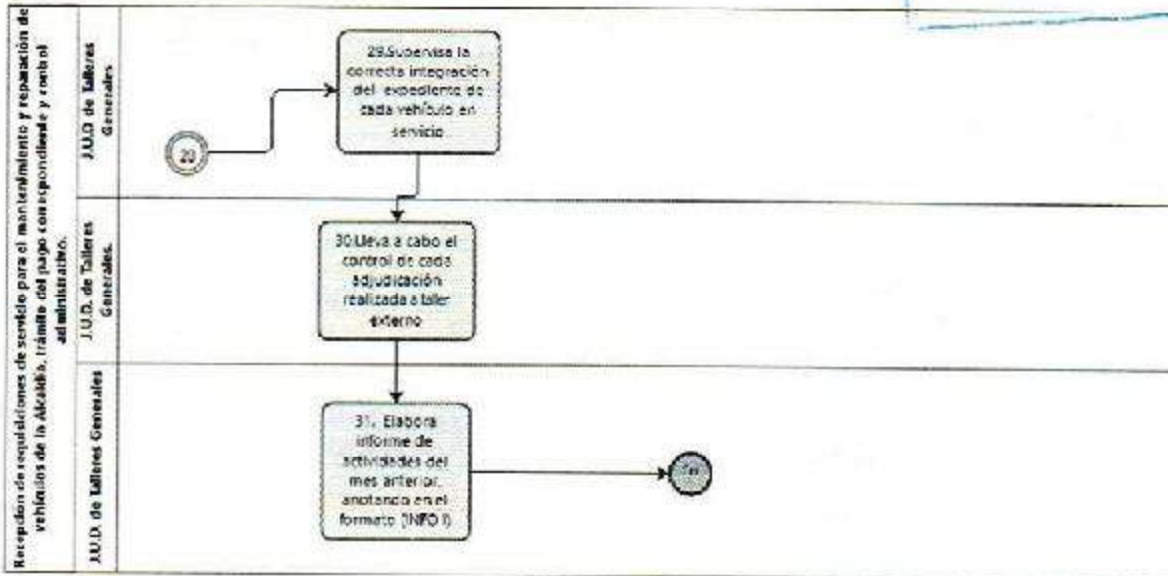 Recepción de requisiciones de servicio para el mantenimiento y reparación de
vehículos de la Alcaldía, trámite del pago correspondiente y control
administrativo.
J.U.D de Talleres
Generales
29.Supervisa la
correcta integración
del expediente de
cada vehículo en
servicio.
J.U.D. de Talleres
Generales.
30.Lleva a cabo el
control de cada
adjudicación
realizada a taller
externo
J.U.D. de Talleres Generales
31. Elabora
informe de
actividades del
mes anterior,
anotando en el
formato (INFO I)